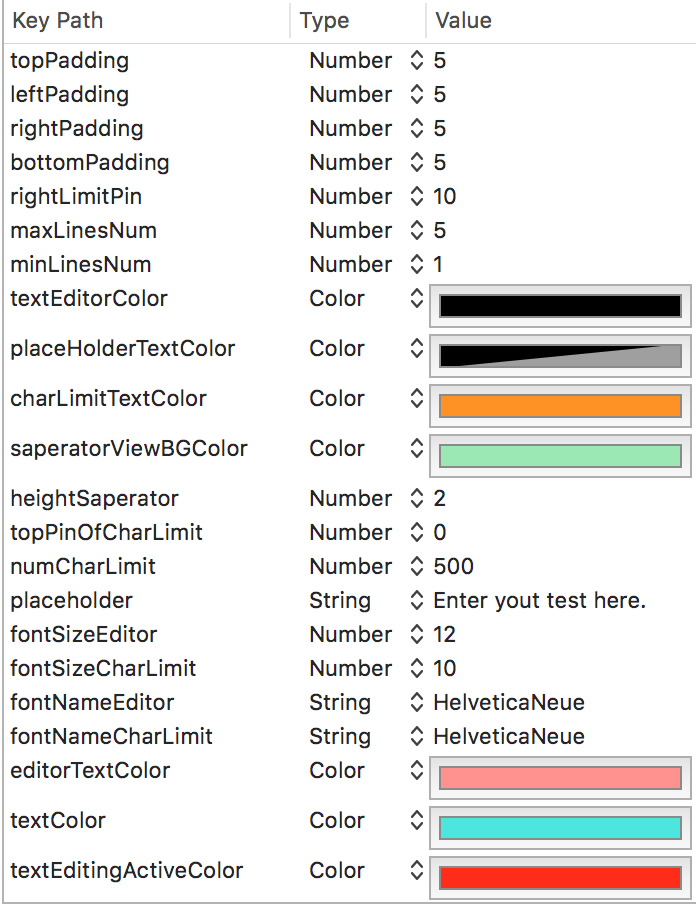 Key Path Type Value
topPadding Number 5
leftPadding Number 5
rightPadding Number 5
bottomPadding Number 5
rightLimitPin Number 10
maxLinesNum Number 5
minLinesNum Number 1
textEditorColor Color
placeHolderTextColor Color
charLimitTextColor Color
saperatorViewBGColor Color
heightSaperator Number 2
topPinOfCharLimit Number 0
numCharLimit Number 500
placeholder String Enter yout test here.
fontSizeEditor Number 12
fontSizeCharLimit Number 10
fontNameEditor String HelveticaNeue
fontNameCharLimit String HelveticaNeue
editorTextColor Color
textColor Color
textEditingActiveColor Color